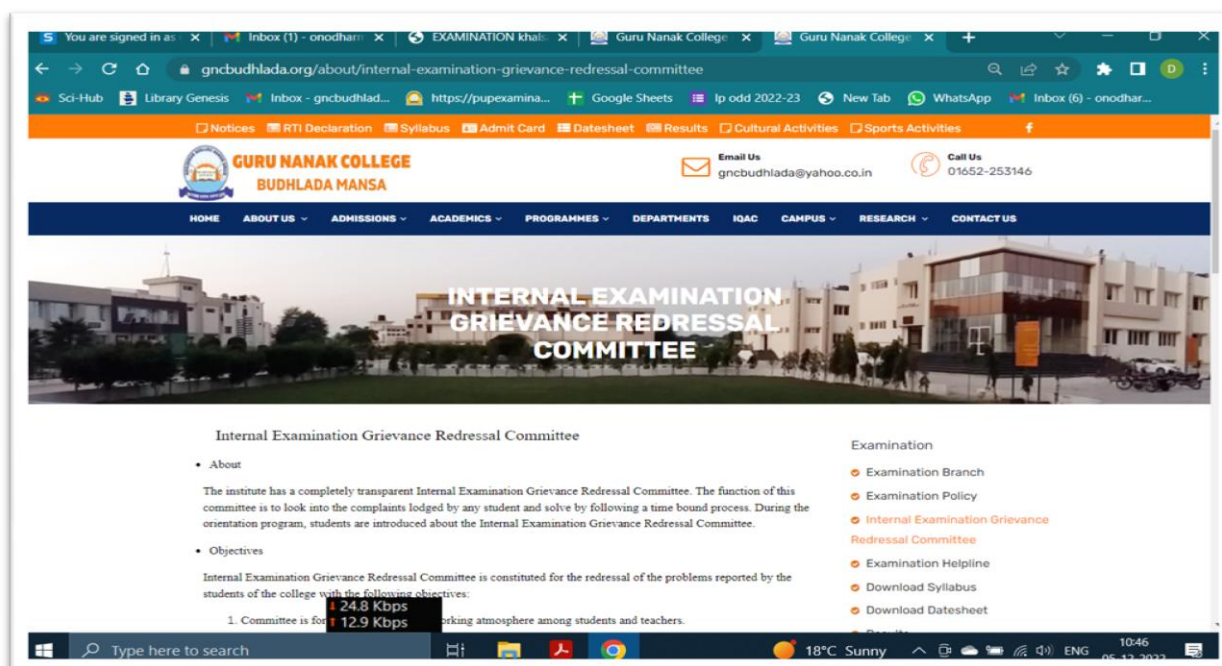 You are signed in as
Inbox (1) - onodharr
EXAMINATION khals
Guru Nanak College
Guru Nanak College
gncbudhlada.org/about/internal-examination-grievance-redressal-committee
D
Sci-Hub Library Genesis Inbox - gncbudhlad... https://pupexamina... Google Sheets lp odd 2022-23 New Tab WhatsApp Inbox (6) - onodhar...
Notices RTI Declaration Syllabus Admit Card Datesheet Results Cultural Activities Sports Activities
GURU NANAK COLLEGE
BUDHLADA MANSA
Email Us
gncbudhlada@yahoo.co.in
Call Us
01652-253146
HOME ABOUT US ADMISSIONS ACADEMICS PROGRAMMES DEPARTMENTS IQAC CAMPUS RESEARCH CONTACT US
INTERNAL EXAMINATION
GRIEVANCE REDRESSAL
COMMITTEE
Internal Examination Grievance Redressal Committee
• About
The institute has a completely transparent Internal Examination Grievance Redressal Committee. The function of this
committee is to look into the complaints lodged by any student and solve by following a time bound process. During the
orientation program, students are introduced about the Internal Examination Grievance Redressal Committee.
• Objectives
Internal Examination Grievance Redressal Committee is constituted for the redressal of the problems reported by the
students of the college with the following objectives:
1. Committee is for orking atmosphere among students and teachers.
24.8 Kbps
12.9 Kbps
Examination
Examination Branch
Examination Policy
Internal Examination Grievance
Redressal Committee
Examination Helpline
Download Syllabus
Download Datesheet
Type here to search
18°C Sunny
ENG
10:46
05-12-2022